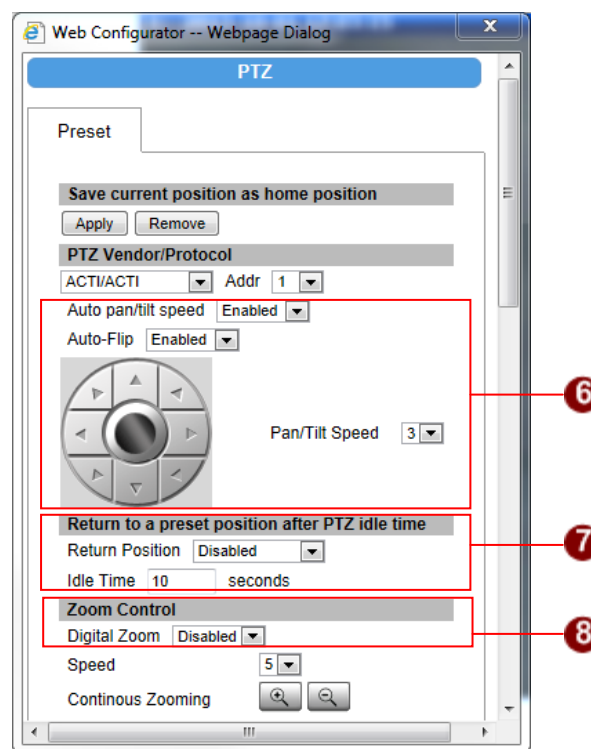 Web Configurator -- Webpage Dialog
x
PTZ
Preset
Save current position as home position
Apply Remove
PTZ Vendor/Protocol
ACTI/ACTI Addr 1
Auto pan/tilt speed Enabled
Auto-Flip Enabled
6
Pan/Tilt Speed 3
Return to a preset position after PTZ idle time
7
Return Position Disabled
Idle Time 10 seconds
Zoom Control
8
Digital Zoom Disabled
Speed 5
Continous Zooming